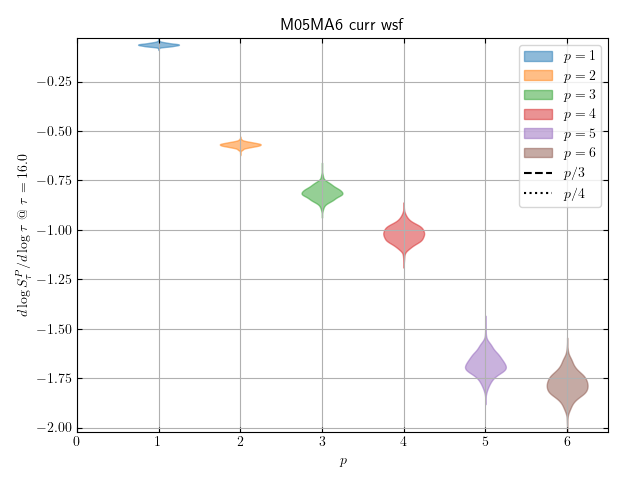 M05MA6 curr wsf
d log S_τ^P / d log τ @ τ = 16.0
−0.25
−0.50
−0.75
−1.00
−1.25
−1.50
−1.75
−2.00
0 1 2 3 4 5 6
p
p = 1
p = 2
p = 3
p = 4
p = 5
p = 6
p/3
p/4